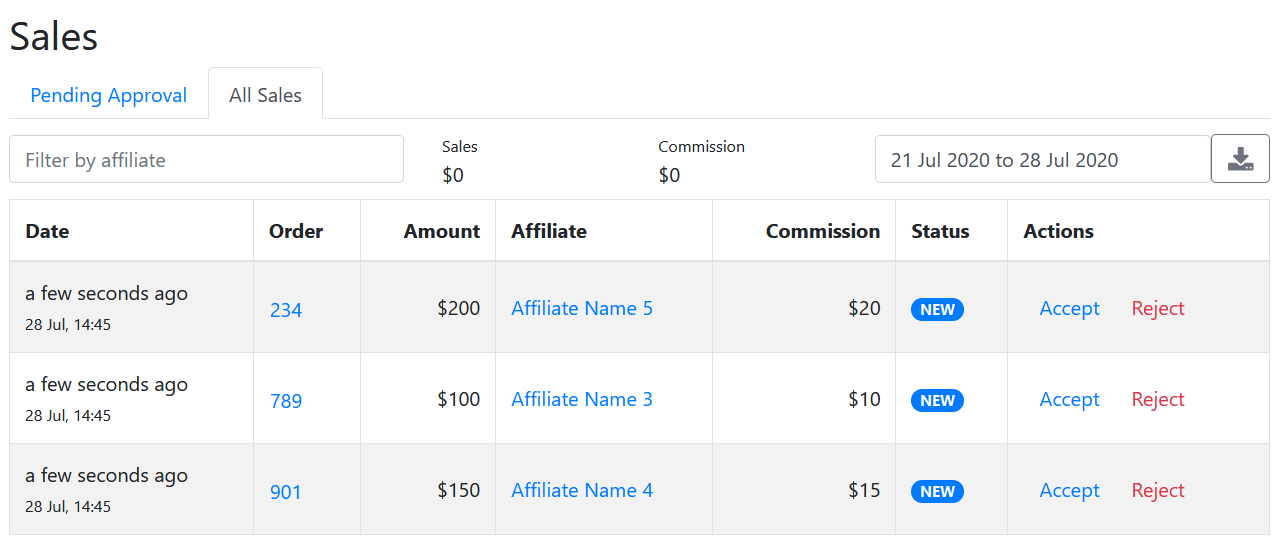 Sales
Pending Approval All Sales
Filter by affiliate Sales Commission 21 Jul 2020 to 28 Jul 2020
$0 $0
Date Order Amount Affiliate Commission Status Actions
a few seconds ago
28 Jul, 14:45 234 $200 Affiliate Name 5 $20 NEW Accept Reject
a few seconds ago
28 Jul, 14:45 789 $100 Affiliate Name 3 $10 NEW Accept Reject
a few seconds ago
28 Jul, 14:45 901 $150 Affiliate Name 4 $15 NEW Accept Reject